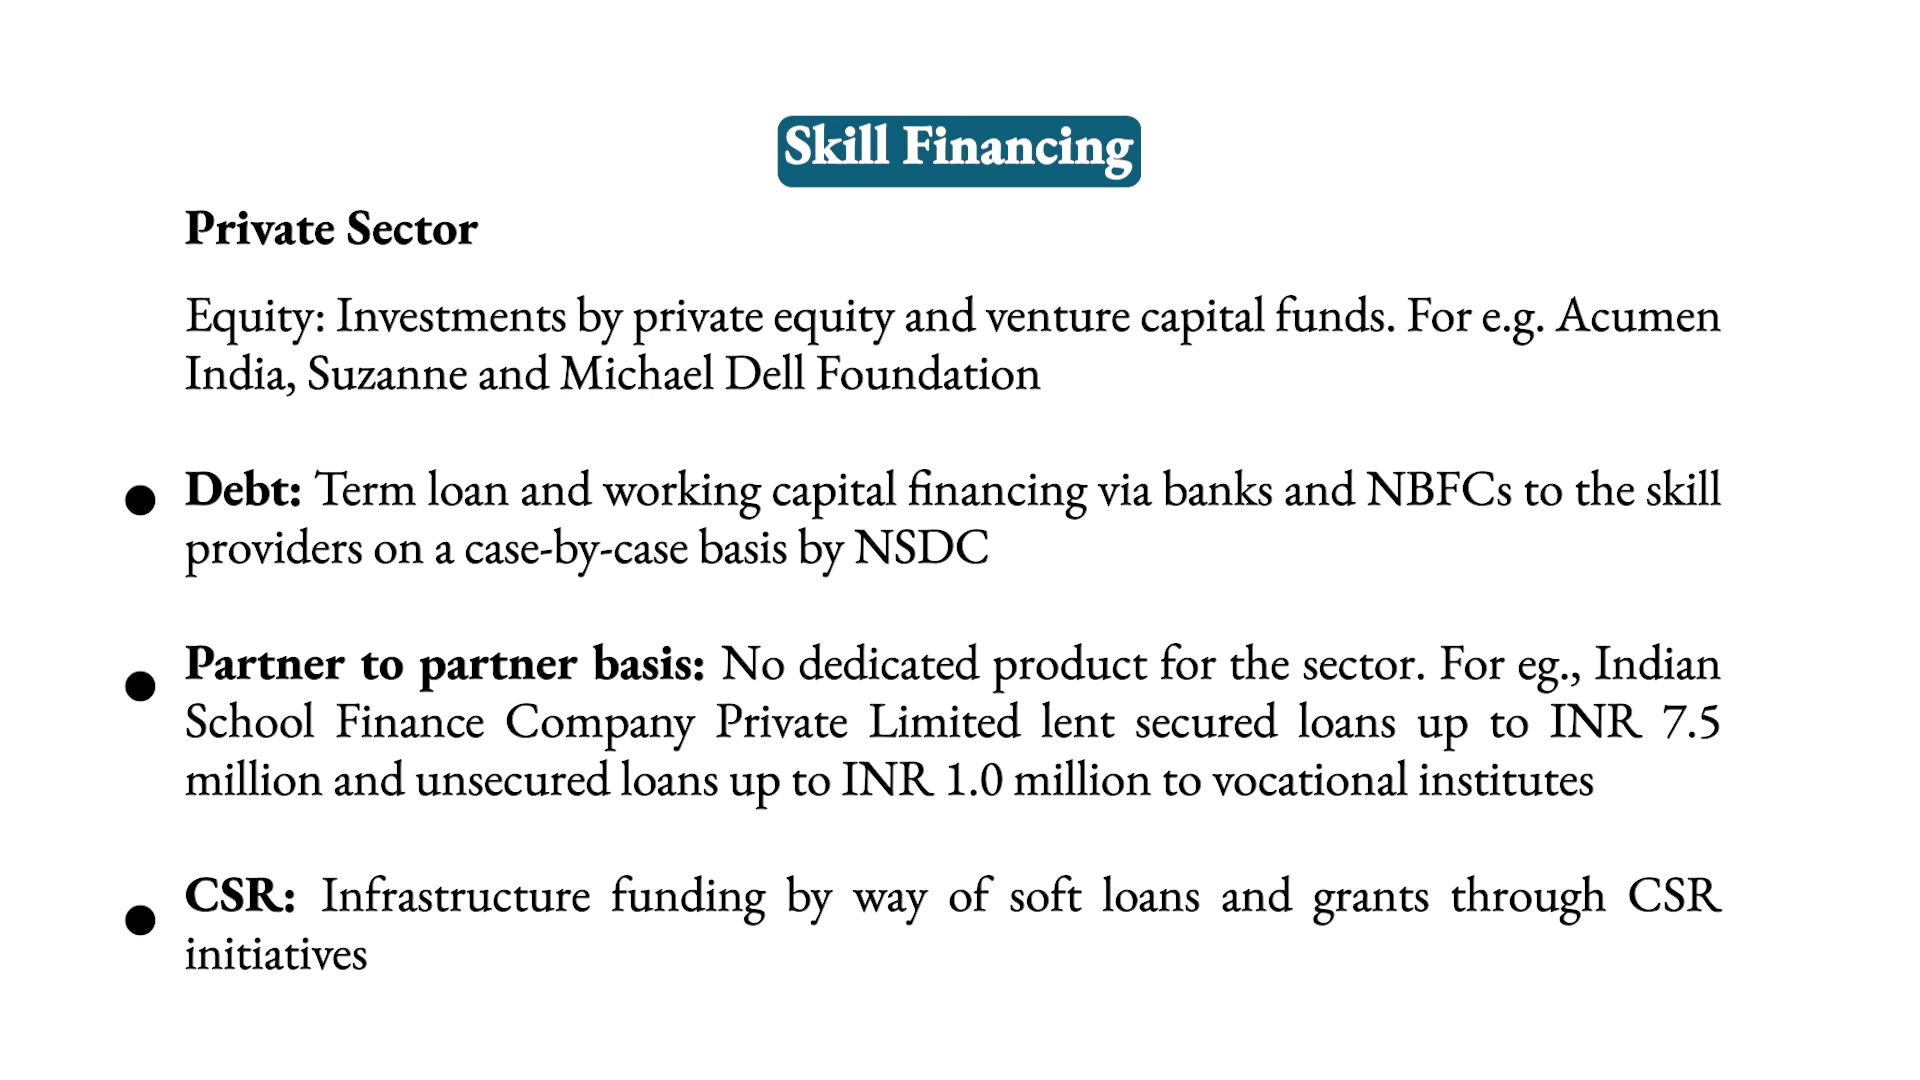 Skill Financing
Private Sector
Equity: Investments by private equity and venture capital funds. For e.g. Acumen
India, Suzanne and Michael Dell Foundation
● Debt: Term loan and working capital financing via banks and NBFCs to the skill
providers on a case-by-case basis by NSDC
● Partner to partner basis: No dedicated product for the sector. For eg., Indian
School Finance Company Private Limited lent secured loans up to INR 7.5
million and unsecured loans up to INR 1.0 million to vocational institutes
● CSR: Infrastructure funding by way of soft loans and grants through CSR
initiatives